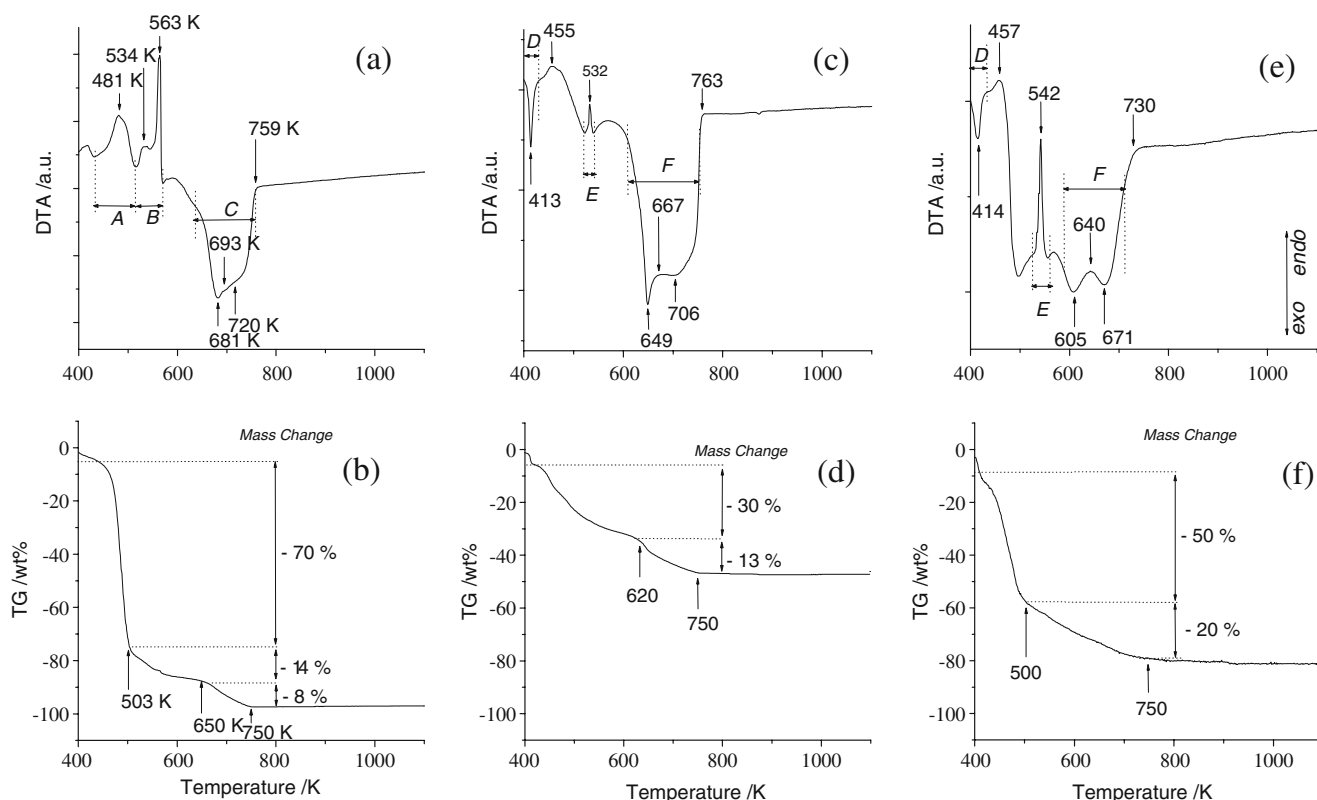 (a)
563 K
534 K
481 K
759 K
A
B
C
693 K
720 K
681 K
DTA /a.u.
400 600 800 1000
(c)
D
455
532
763
413
E
F
667
706
649
DTA /a.u.
400 600 800 1000
(e)
D
457
542
730
414
E
F
640
605
671
exo endo
DTA /a.u.
400 600 800 1000
(b)
Mass Change
0
-20
-40
-60
-80
-100
TG /wt%
- 70 %
- 14 %
- 8 %
503 K
650 K
750 K
400 600 800 1000
Temperature /K
(d)
Mass Change
0
-20
-40
-60
-80
-100
TG /wt%
- 30 %
- 13 %
620
750
400 600 800 1000
Temperature /K
(f)
Mass Change
0
-20
-40
-60
-80
-100
TG /wt%
- 50 %
- 20 %
500
750
400 600 800 1000
Temperature /K